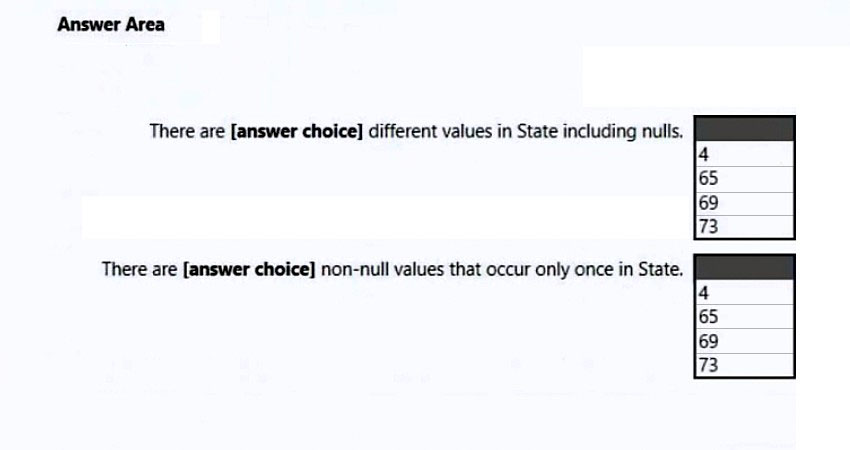 Answer Area
There are [answer choice] different values in State including nulls.
4
65
69
73
There are [answer choice] non-null values that occur only once in State.
4
65
69
73